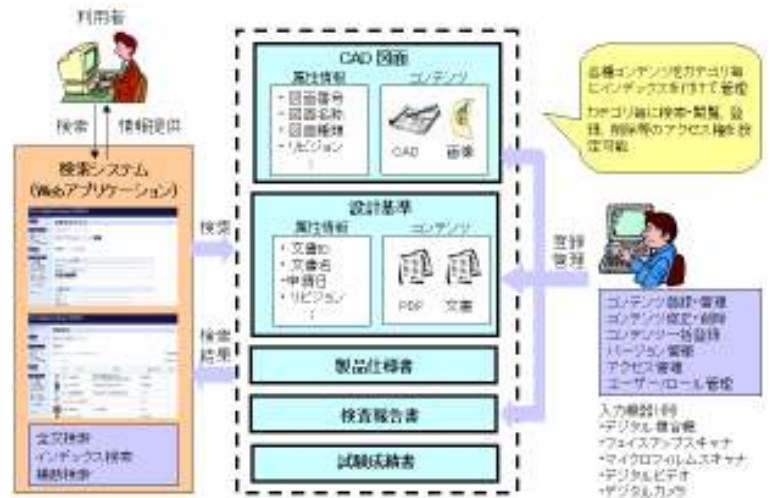 利用者
検索
情報提供
検索システム
(Webアプリケーション)
全文検索
インデックス検索
横断検索
検索
検索
結果
CAD 図面
属性情報
・図面番号
・図面名称
・図面種類
・リビジョン
コンテンツ
CAD
画像
設計基準
属性情報
・文書ID
・文書名
・申請日
・リビジョン
コンテンツ
PDF
文書
製品仕様書
検査報告書
試験成績書
登録
管理
各種コンテンツをカテゴリ毎
にインデックスを付けて管理
カテゴリ毎に検索・閲覧、登
録、削除等のアクセス権を設
定可能
コンテンツ登録・管理
コンテンツ修正・削除
コンテンツ一括登録
バージョン管理
アクセス管理
ユーザー/ロール管理
入力機器
・デジタル複合機
・フェイスアップスキャナ
・マイクロフィルムスキャナ
・デジタルビデオ
・デジタルカメラ